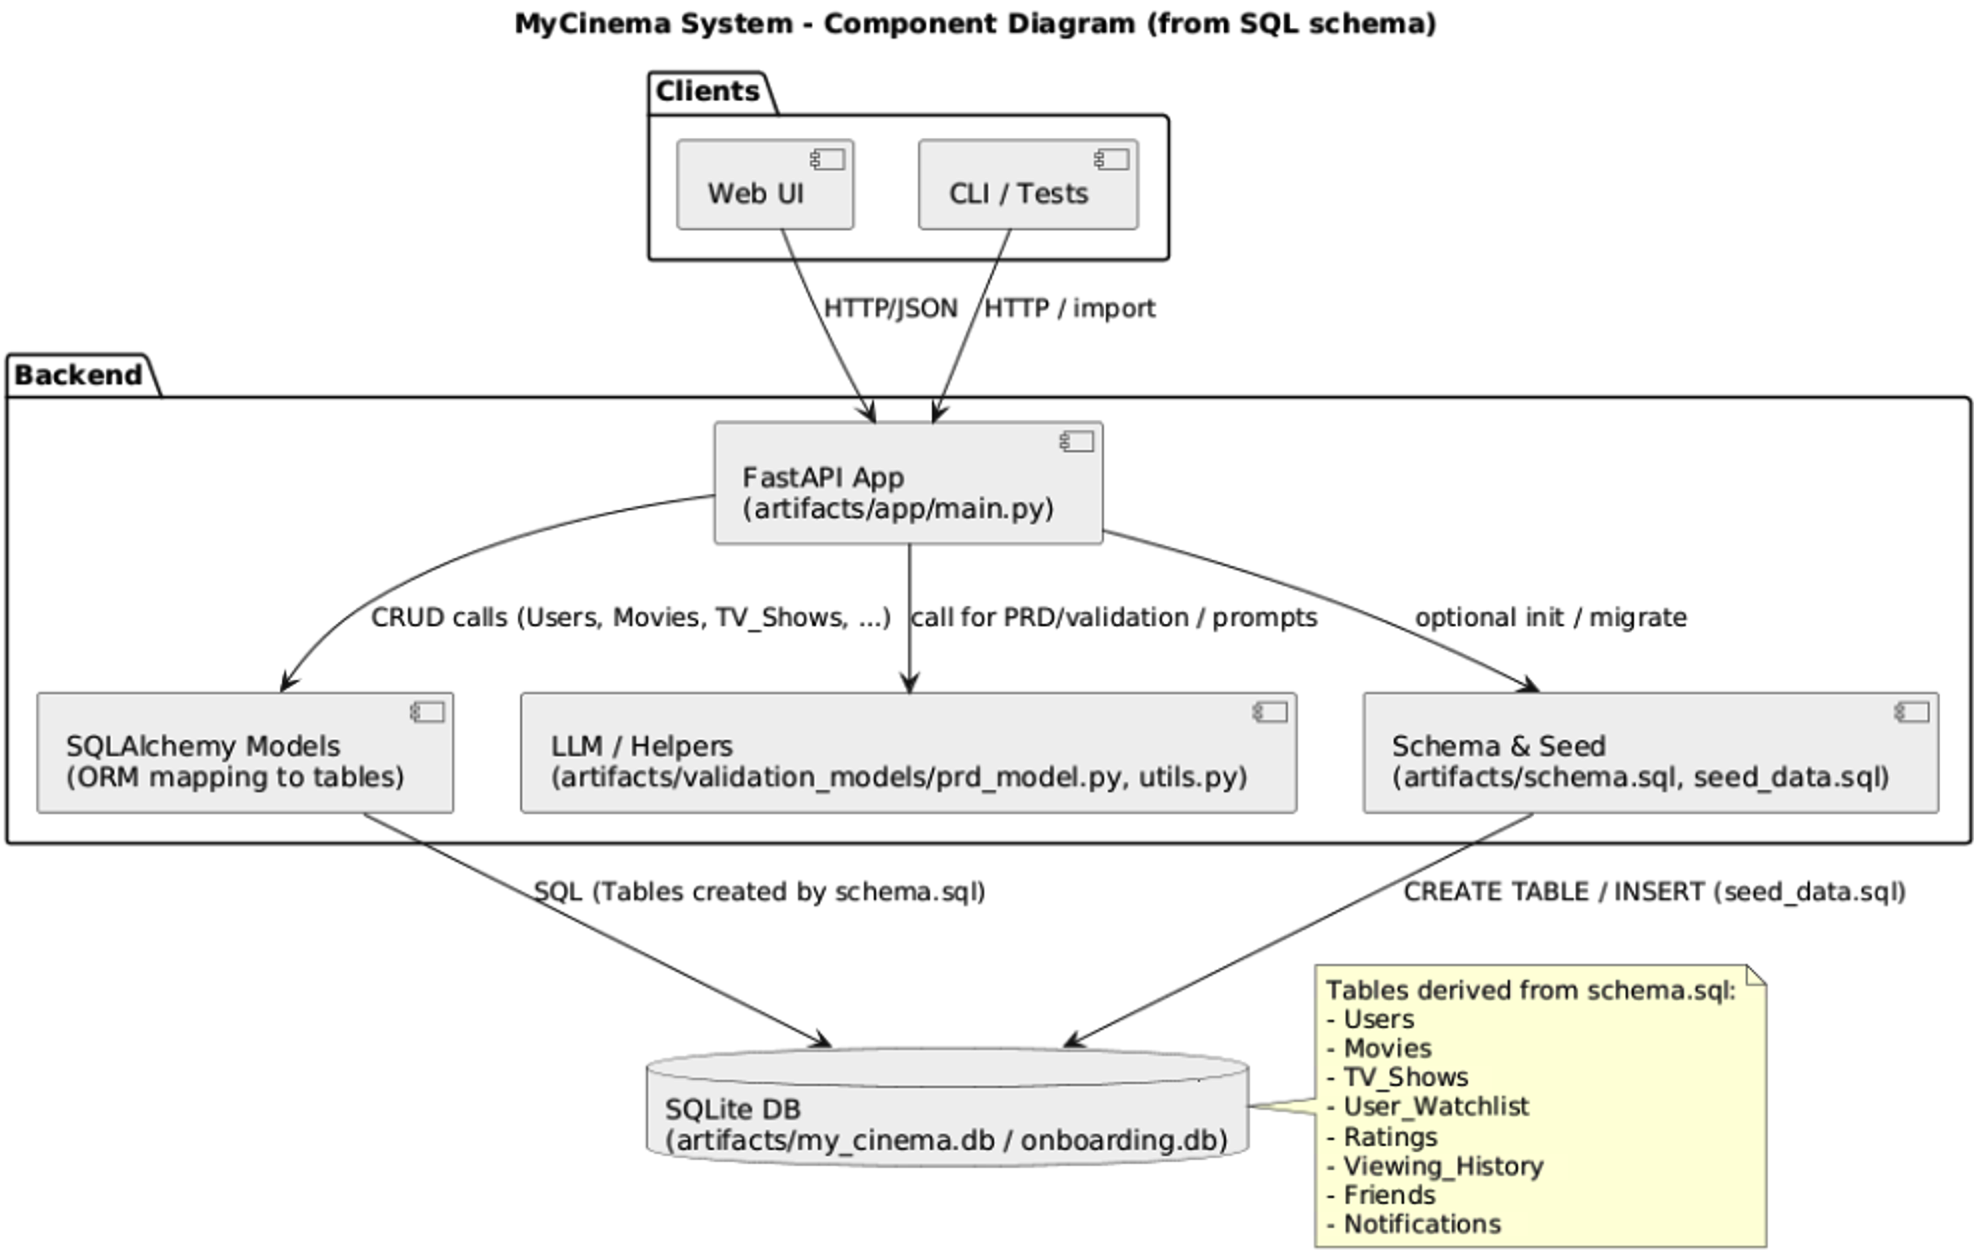 MyCinema System - Component Diagram (from SQL schema)
Clients
Web UI
CLI / Tests
HTTP/JSON
HTTP / import
Backend
FastAPI App
(artifacts/app/main.py)
CRUD calls (Users, Movies, TV_Shows, ...)
call for PRD/validation / prompts
optional init / migrate
SQLAlchemy Models
(ORM mapping to tables)
LLM / Helpers
(artifacts/validation_models/prd_model.py, utils.py)
Schema & Seed
(artifacts/schema.sql, seed_data.sql)
SQL (Tables created by schema.sql)
CREATE TABLE / INSERT (seed_data.sql)
SQLite DB
(artifacts/my_cinema.db / onboarding.db)
Tables derived from schema.sql:
- Users
- Movies
- TV_Shows
- User_Watchlist
- Ratings
- Viewing_History
- Friends
- Notifications